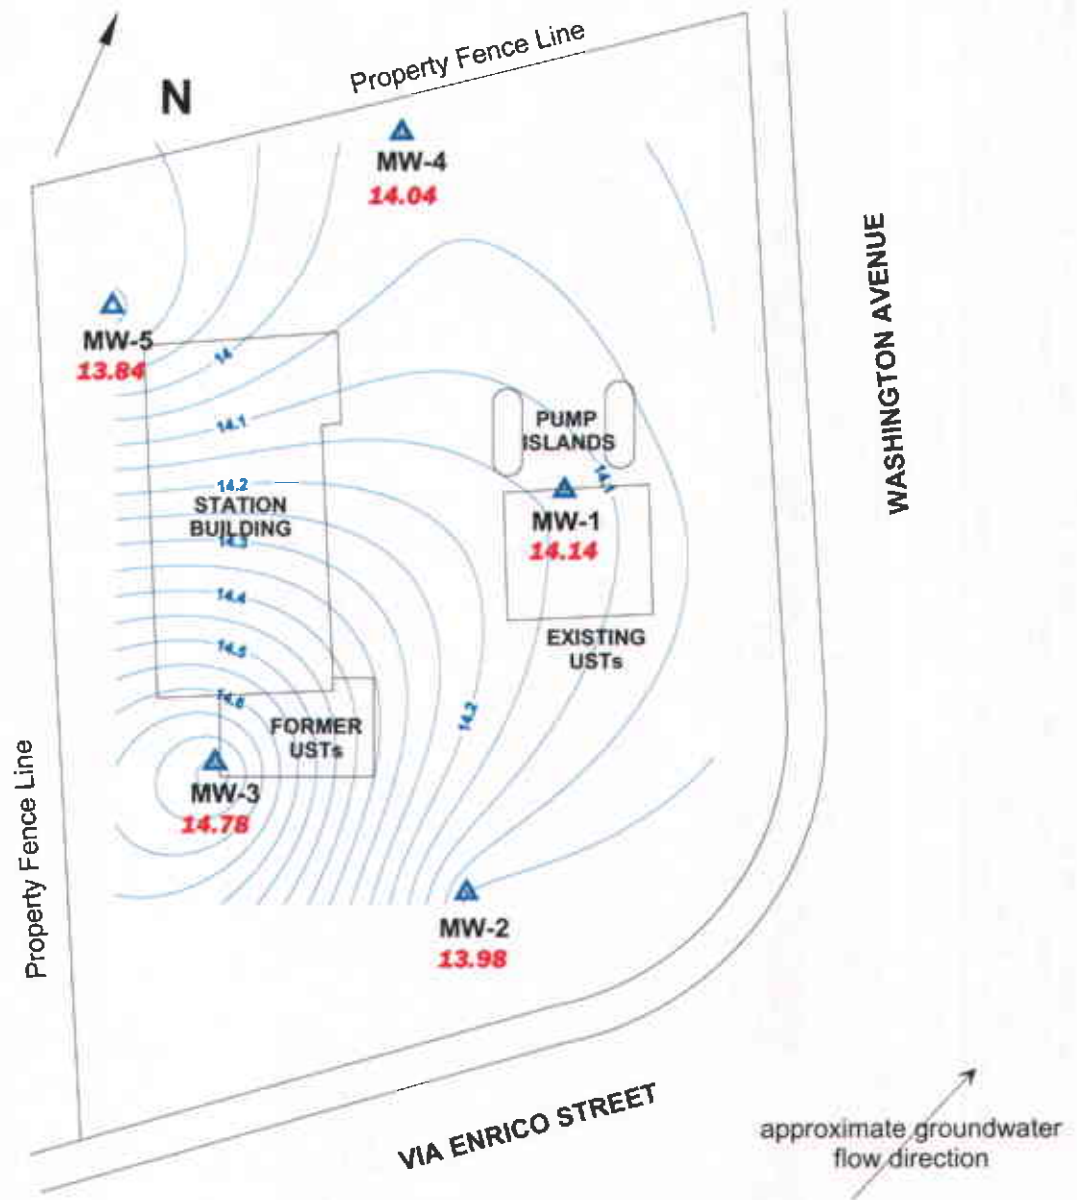 Property Fence Line
N
MW-4
14.04
MW-5
13.84
14
14.1
PUMP
ISLANDS
14.1
14.2
STATION
BUILDING
14.3
MW-1
14.14
14.4
14.5
EXISTING
USTs
14.6
14.2
FORMER
USTs
MW-3
14.78
MW-2
13.98
Property Fence Line
WASHINGTON AVENUE
VIA ENRICO STREET
approximate groundwater
flow direction